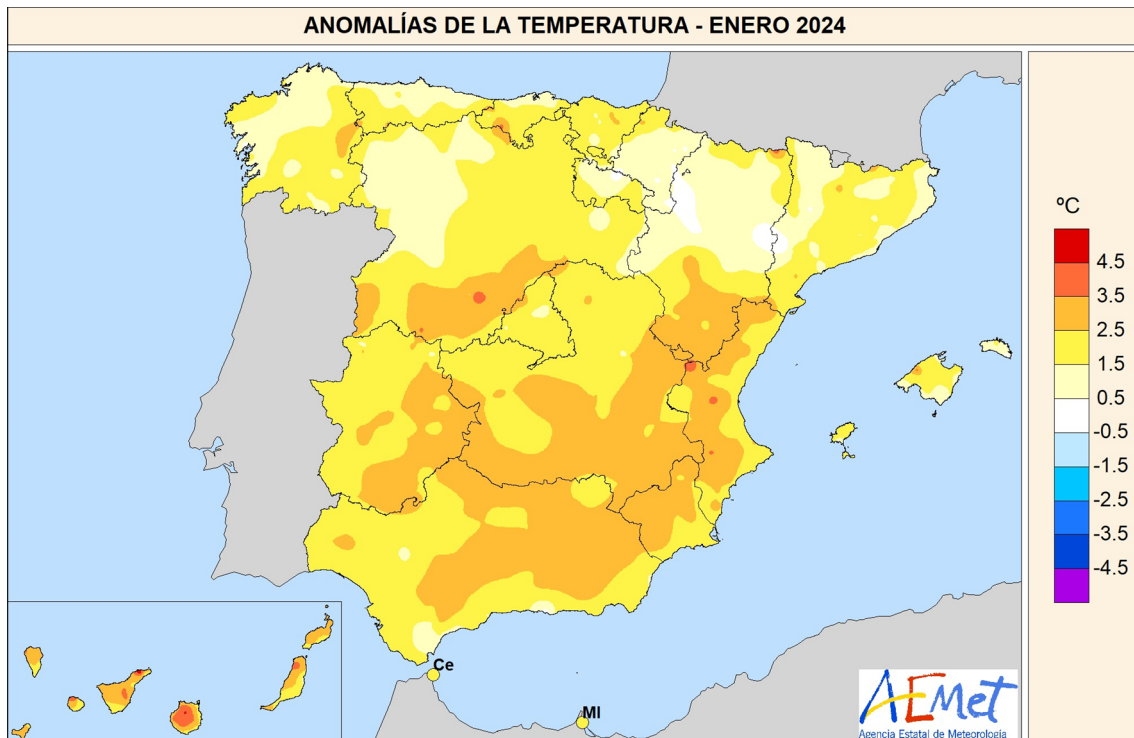 ANOMALÍAS DE LA TEMPERATURA - ENERO 2024
ºC
4.5
3.5
2.5
1.5
0.5
-0.5
-1.5
-2.5
-3.5
-4.5
Ce
Ml
AEMet
Agencia Estatal de Meteorología